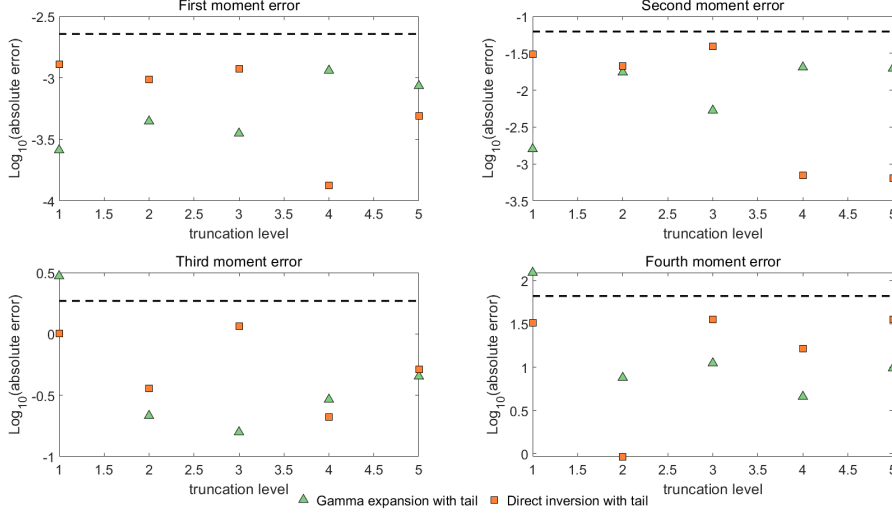 First moment error
-2.5
-3
-3.5
-4
Log10(absolute error)
1 1.5 2 2.5 3 3.5 4 4.5 5
truncation level
Second moment error
-1
-1.5
-2
-2.5
-3
-3.5
Log10(absolute error)
1 1.5 2 2.5 3 3.5 4 4.5 5
truncation level
Third moment error
0.5
0
-0.5
-1
Log10(absolute error)
1 1.5 2 2.5 3 3.5 4 4.5 5
truncation level
Fourth moment error
2
1.5
1
0.5
0
Log10(absolute error)
1 1.5 2 2.5 3 3.5 4 4.5 5
truncation level
Gamma expansion with tail Direct inversion with tail